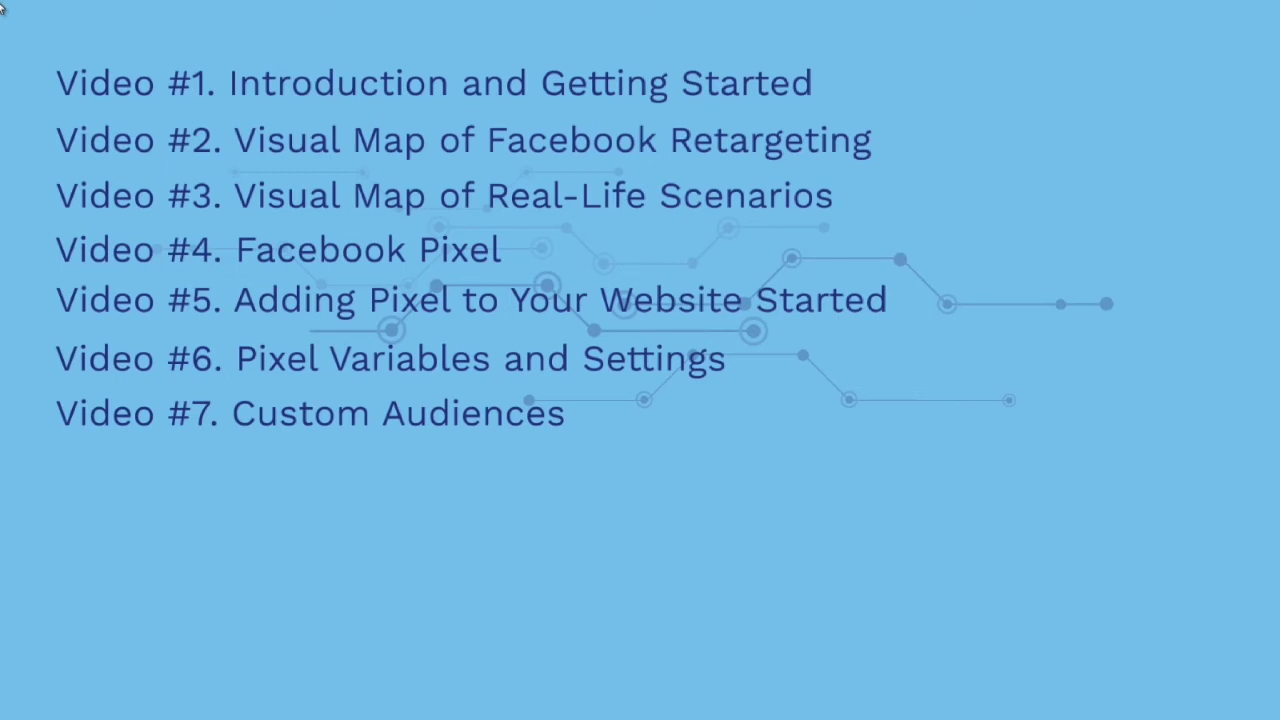 Video #1. Introduction and Getting Started
Video #2. Visual Map of Facebook Retargeting
Video #3. Visual Map of Real-Life Scenarios
Video #4. Facebook Pixel
Video #5. Adding Pixel to Your Website Started
Video #6. Pixel Variables and Settings
Video #7. Custom Audiences